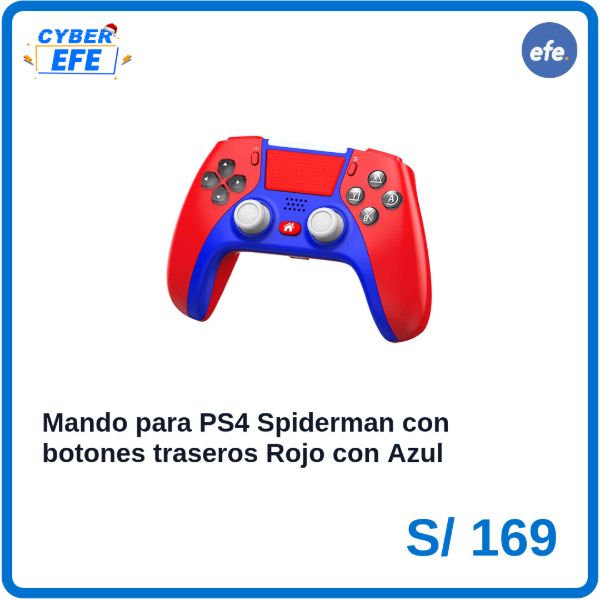 CYBER
EFE
efe.
Mando para PS4 Spiderman con
botones traseros Rojo con Azul
S/ 169